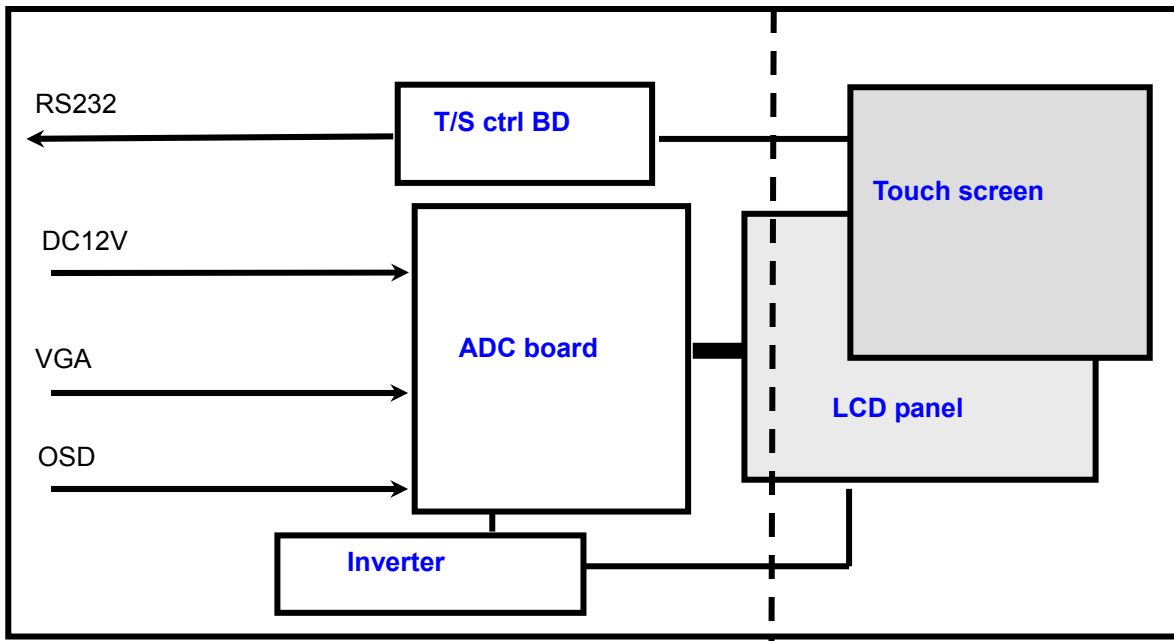 RS232
T/S ctrl BD
Touch screen
DC12V
ADC board
VGA
LCD panel
OSD
Inverter